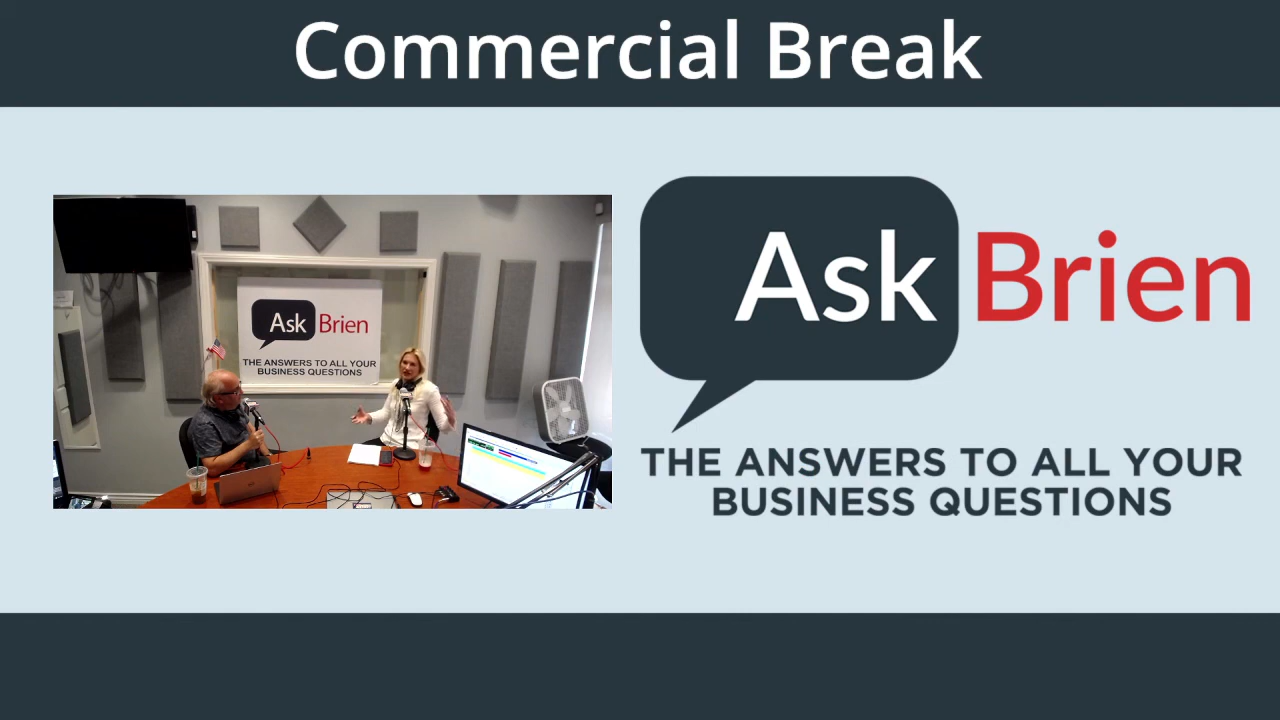 Commercial Break
Ask Brien
THE ANSWERS TO ALL YOUR
BUSINESS QUESTIONS
Ask Brien
THE ANSWERS TO ALL YOUR
BUSINESS QUESTIONS